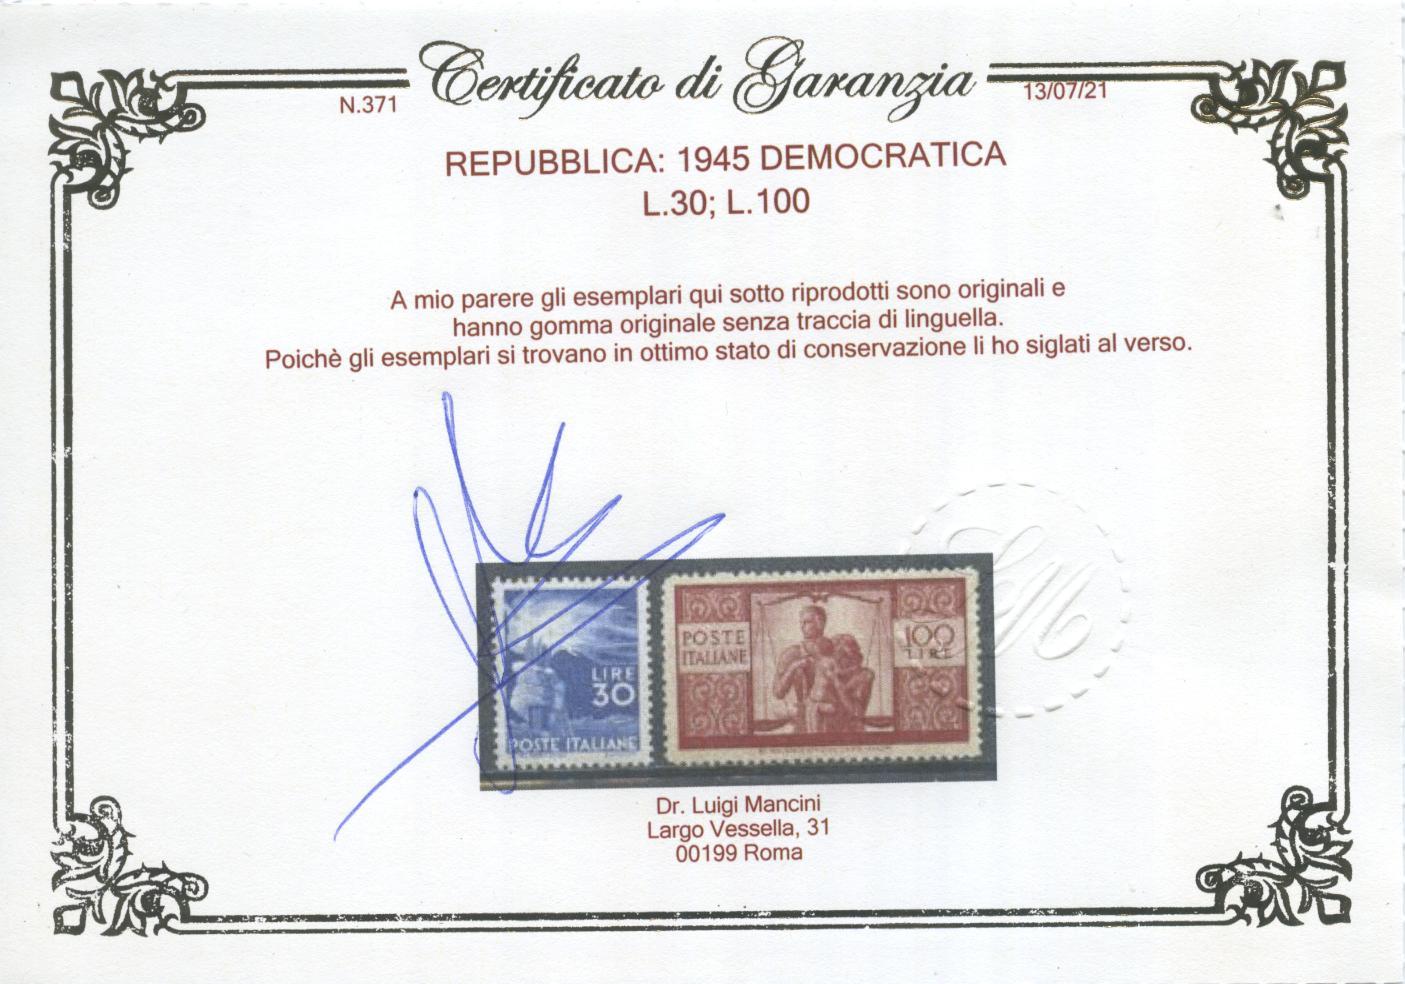 Certificato di Garanzia
N.371
13/07/21
REPUBBLICA: 1945 DEMOCRATICA
L.30; L.100
A mio parere gli esemplari qui sotto riprodotti sono originali e
hanno gomma originale senza traccia di linguella.
Poichè gli esemplari si trovano in ottimo stato di conservazione li ho siglati al verso.
LIRE
30
POSTE ITALIANE
POSTE
ITALIANE
100
LIRE
LM
Dr. Luigi Mancini
Largo Vessella, 31
00199 Roma